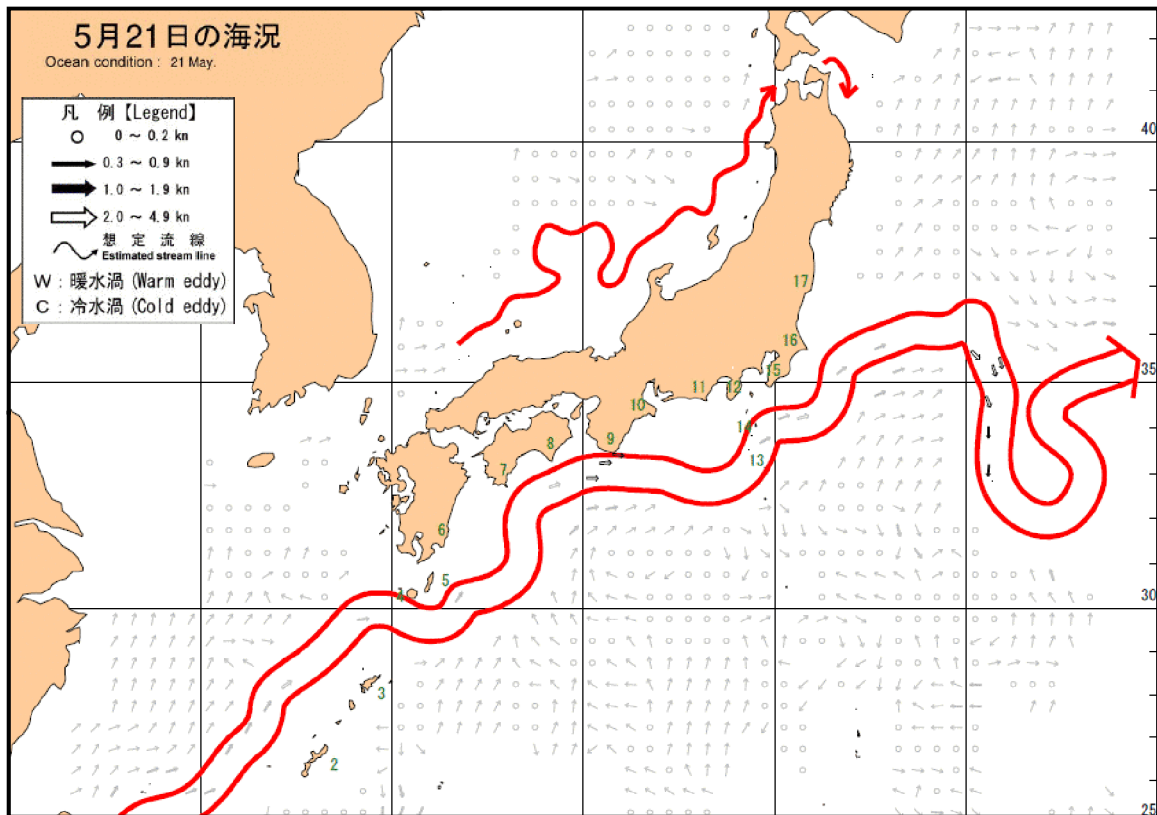 5月21日の海況
Ocean condition : 21 May.
凡 例【Legend】
0 ～ 0.2 kn
0.3 ～ 0.9 kn
1.0 ～ 1.9 kn
2.0 ～ 4.9 kn
想 定 流 線
Estimated stream line
W : 暖水渦 (Warm eddy)
C : 冷水渦 (Cold eddy)
40
17
16
35
15
12
11
10
14
9
8
13
7
6
5
4
30
3
2
25